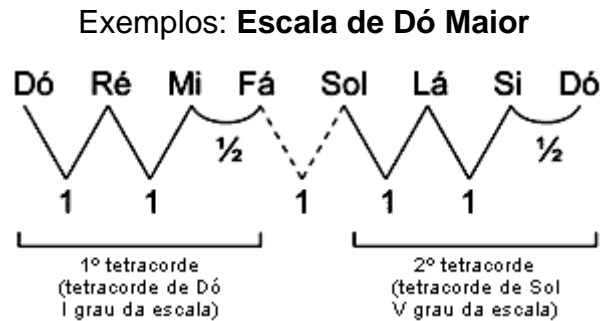 Exemplos: Escala de Dó Maior
Dó Ré Mi Fá Sol Lá Si Dó
½ ½
1 1 1 1 1
1º tetracorde 2º tetracorde
(tetracorde de Dó (tetracorde de Sol
I grau da escala) V grau da escala)